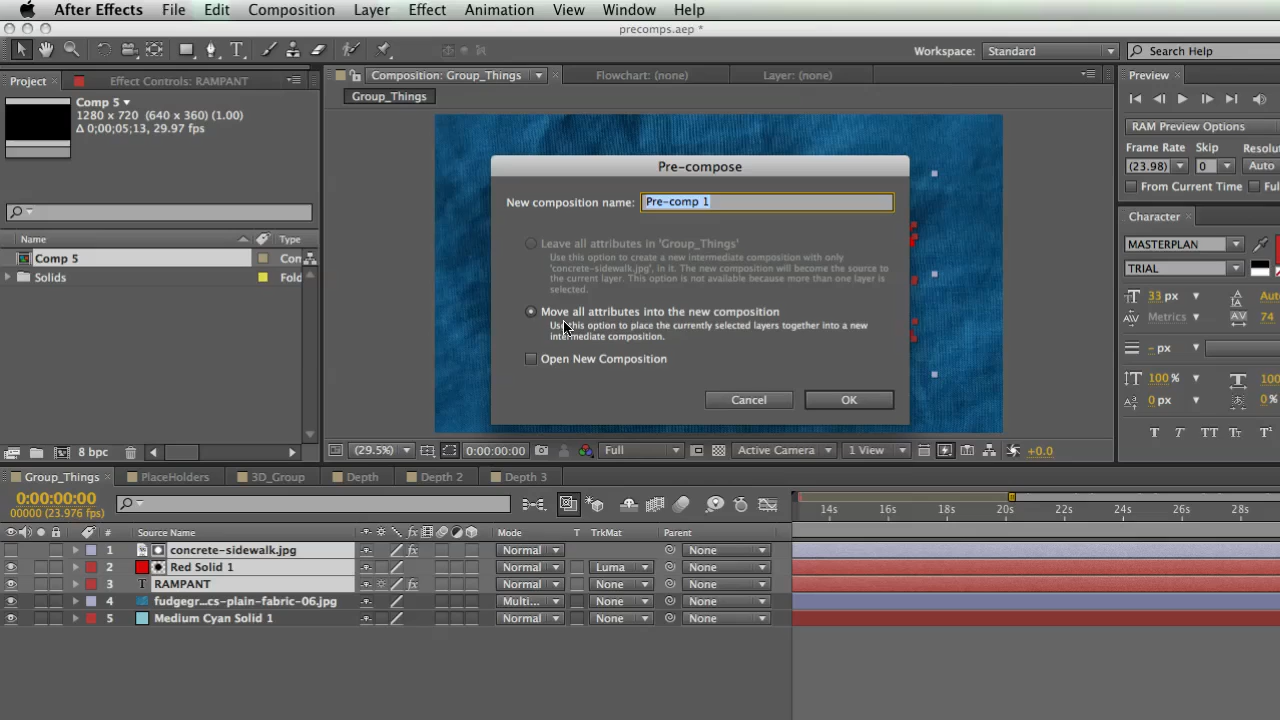 After Effects File Edit Composition Layer Effect Animation View Window Help
precomps.aep *
Workspace: Standard Search Help
Project Effect Controls: RAMPANT Composition: Group_Things Flowchart: (none) Layer: (none) Preview
Group_Things
Comp 5
1280 x 720 (640 x 360) (1.00)
Δ 0;00;05;13, 29.97 fps
RAM Preview Options
Frame Rate Skip Resolu
(23.98) 0 Auto
From Current Time Ful
Name Type
Comp 5 Con
Solids Fold
Character
MASTERPLAN
TRIAL
33 px Auto
Metrics 74
- px
100 % 100
0 px 0 %
T T TT Tr T
Pre-compose
New composition name: Pre-comp 1
Leave all attributes in 'Group_Things'
Use this option to create a new intermediate composition with only
'concrete-sidewalk.jpg', in it. The new composition will become the source to
the current layer. This option is not available because more than one layer is
selected.
Move all attributes into the new composition
Use this option to place the currently selected layers together into a new
intermediate composition.
Open New Composition
Cancel OK
8 bpc (29.5%) 0:00:00:00 Full Active Camera 1 View +0.0
Group_Things PlaceHolders 3D_Group Depth Depth 2 Depth 3
0:00:00:00
00000 (23.976 fps)
14s 16s 18s 20s 22s 24s 26s 28s
# Source Name Mode T TrkMat Parent
1 concrete-sidewalk.jpg Normal None
2 Red Solid 1 Normal Luma None
3 T RAMPANT Normal None None
4 fudgegr...cs-plain-fabric-06.jpg Multi... None None
5 Medium Cyan Solid 1 Normal None None